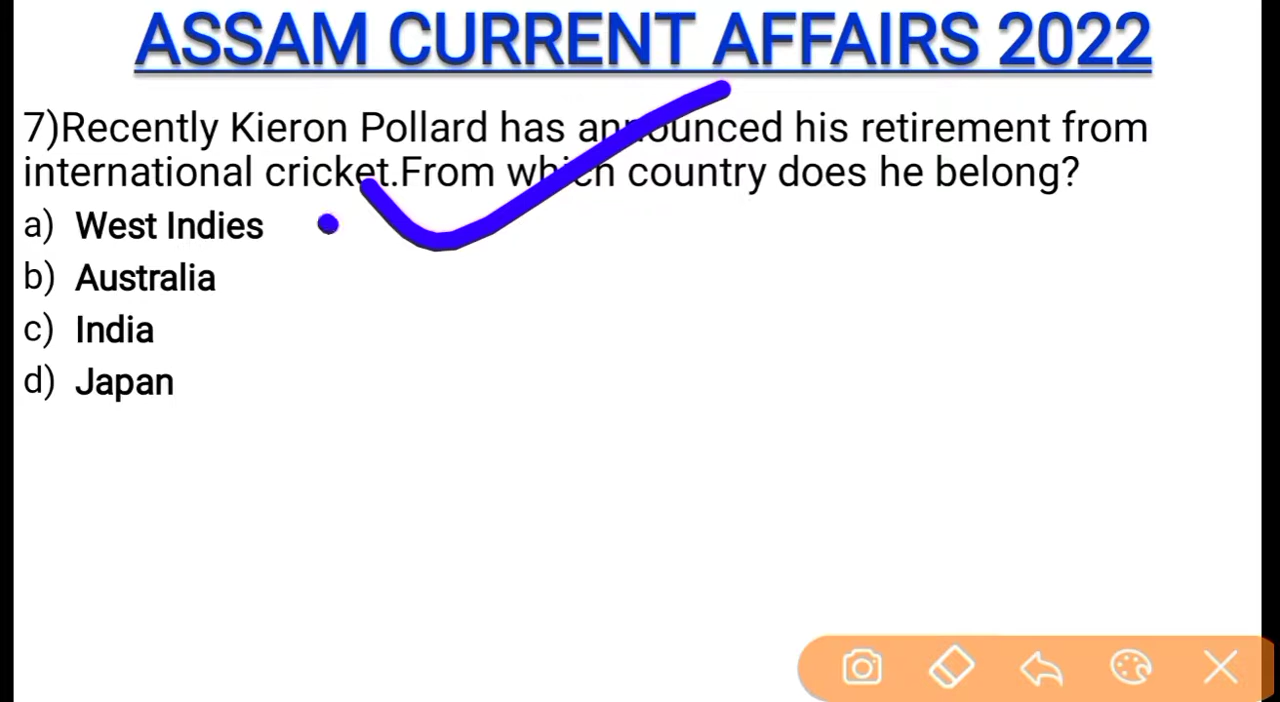 ASSAM CURRENT AFFAIRS 2022
7)Recently Kieron Pollard has announced his retirement from
international cricket.From which country does he belong?
a) West Indies
b) Australia
c) India
d) Japan